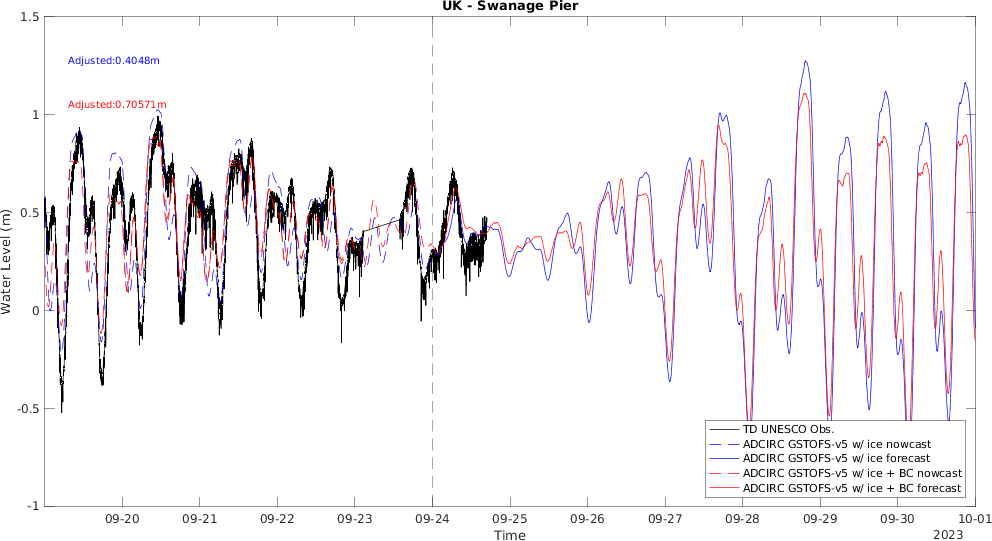 UK - Swanage Pier
Adjusted:0.4048m
Adjusted:0.70571m
Water Level (m)
1.5
1
0.5
0
-0.5
-1
TD UNESCO Obs.
ADCIRC GSTOFS-v5 w/ ice nowcast
ADCIRC GSTOFS-v5 w/ ice forecast
ADCIRC GSTOFS-v5 w/ ice + BC nowcast
ADCIRC GSTOFS-v5 w/ ice + BC forecast
09-20 09-21 09-22 09-23 09-24 09-25 09-26 09-27 09-28 09-29 09-30 10-01
Time
2023